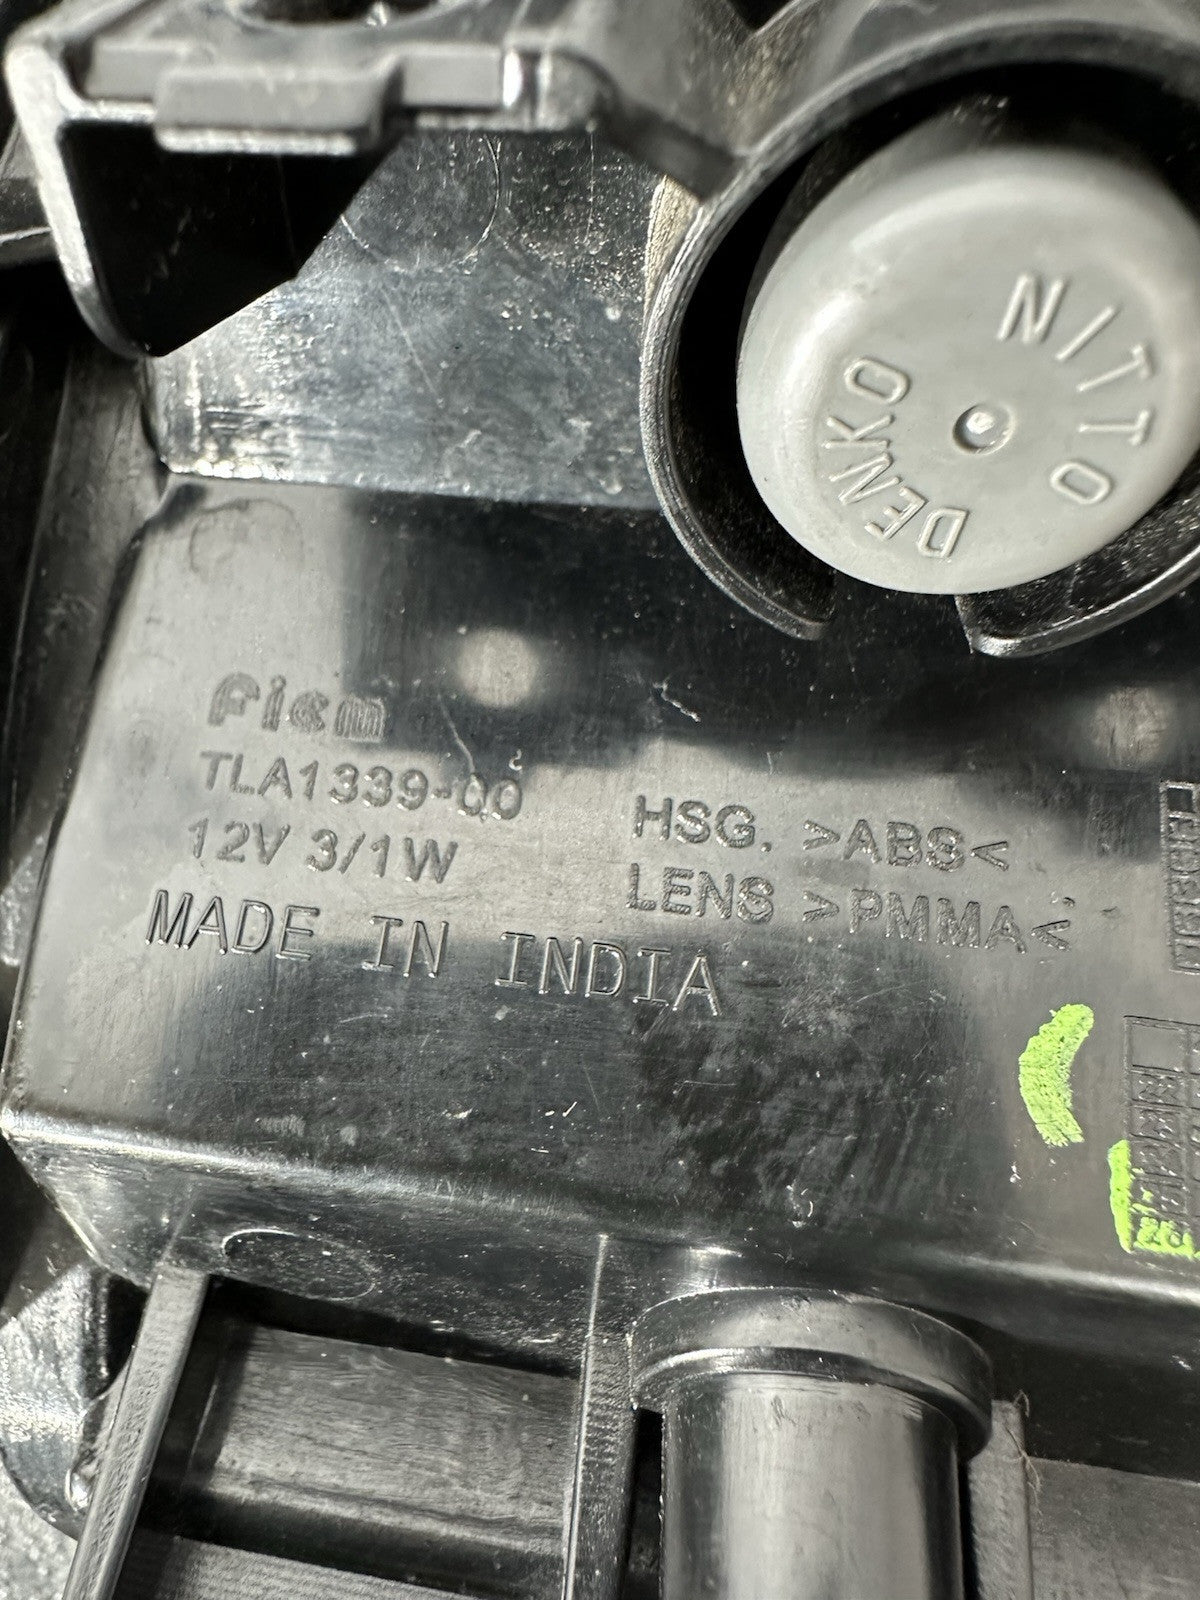 NITTO
DENKO
Fiem
TLA1339-00
12V 3/1W
MADE IN INDIA
HSG. >ABS<
LENS >PMMA<